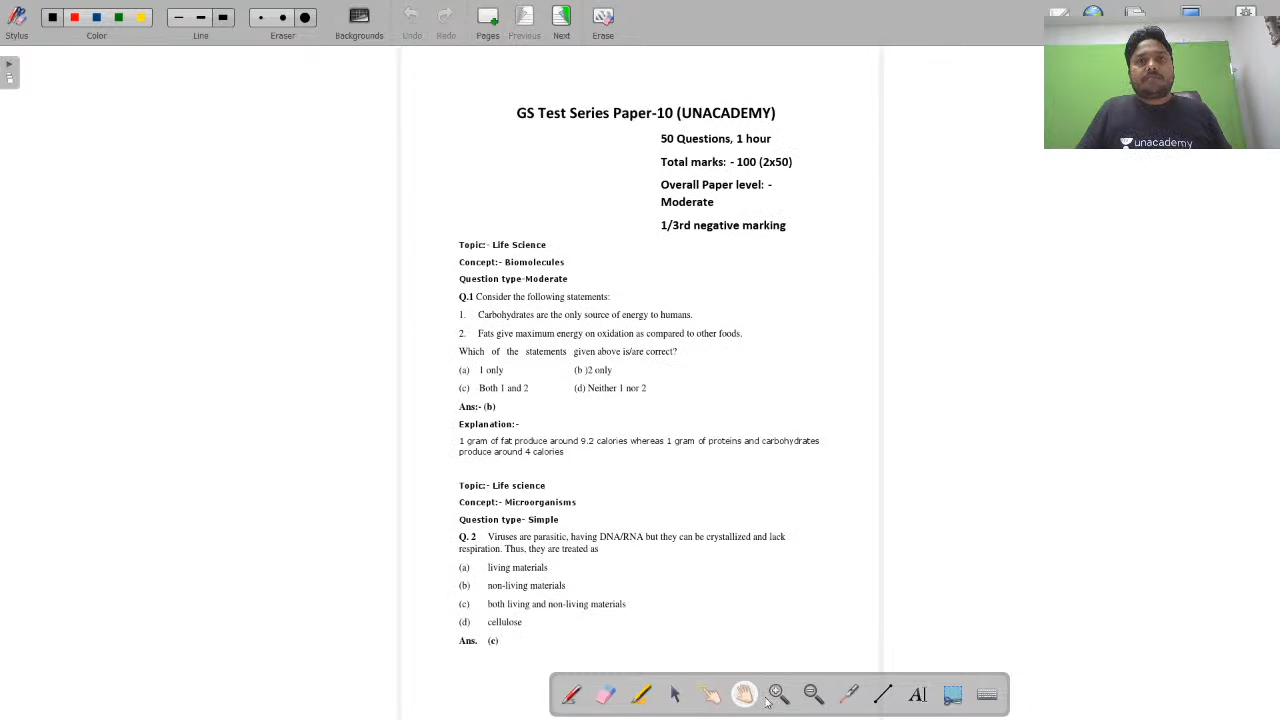 Stylus
Color
Line
Eraser
Backgrounds
Undo
Redo
Pages
Previous
Next
Erase
unacademy
GS Test Series Paper-10 (UNACADEMY)
50 Questions, 1 hour
Total marks: - 100 (2x50)
Overall Paper level: -
Moderate
1/3rd negative marking
Topic:- Life Science
Concept:- Biomolecules
Question type-Moderate
Q.1 Consider the following statements:
1. Carbohydrates are the only source of energy to humans.
2. Fats give maximum energy on oxidation as compared to other foods.
Which of the statements given above is/are correct?
(a) 1 only (b )2 only
(c) Both 1 and 2 (d) Neither 1 nor 2
Ans:- (b)
Explanation:-
1 gram of fat produce around 9.2 calories whereas 1 gram of proteins and carbohydrates
produce around 4 calories
Topic:- Life science
Concept:- Microorganisms
Question type- Simple
Q. 2 Viruses are parasitic, having DNA/RNA but they can be crystallized and lack
respiration. Thus, they are treated as
(a) living materials
(b) non-living materials
(c) both living and non-living materials
(d) cellulose
Ans. (c)